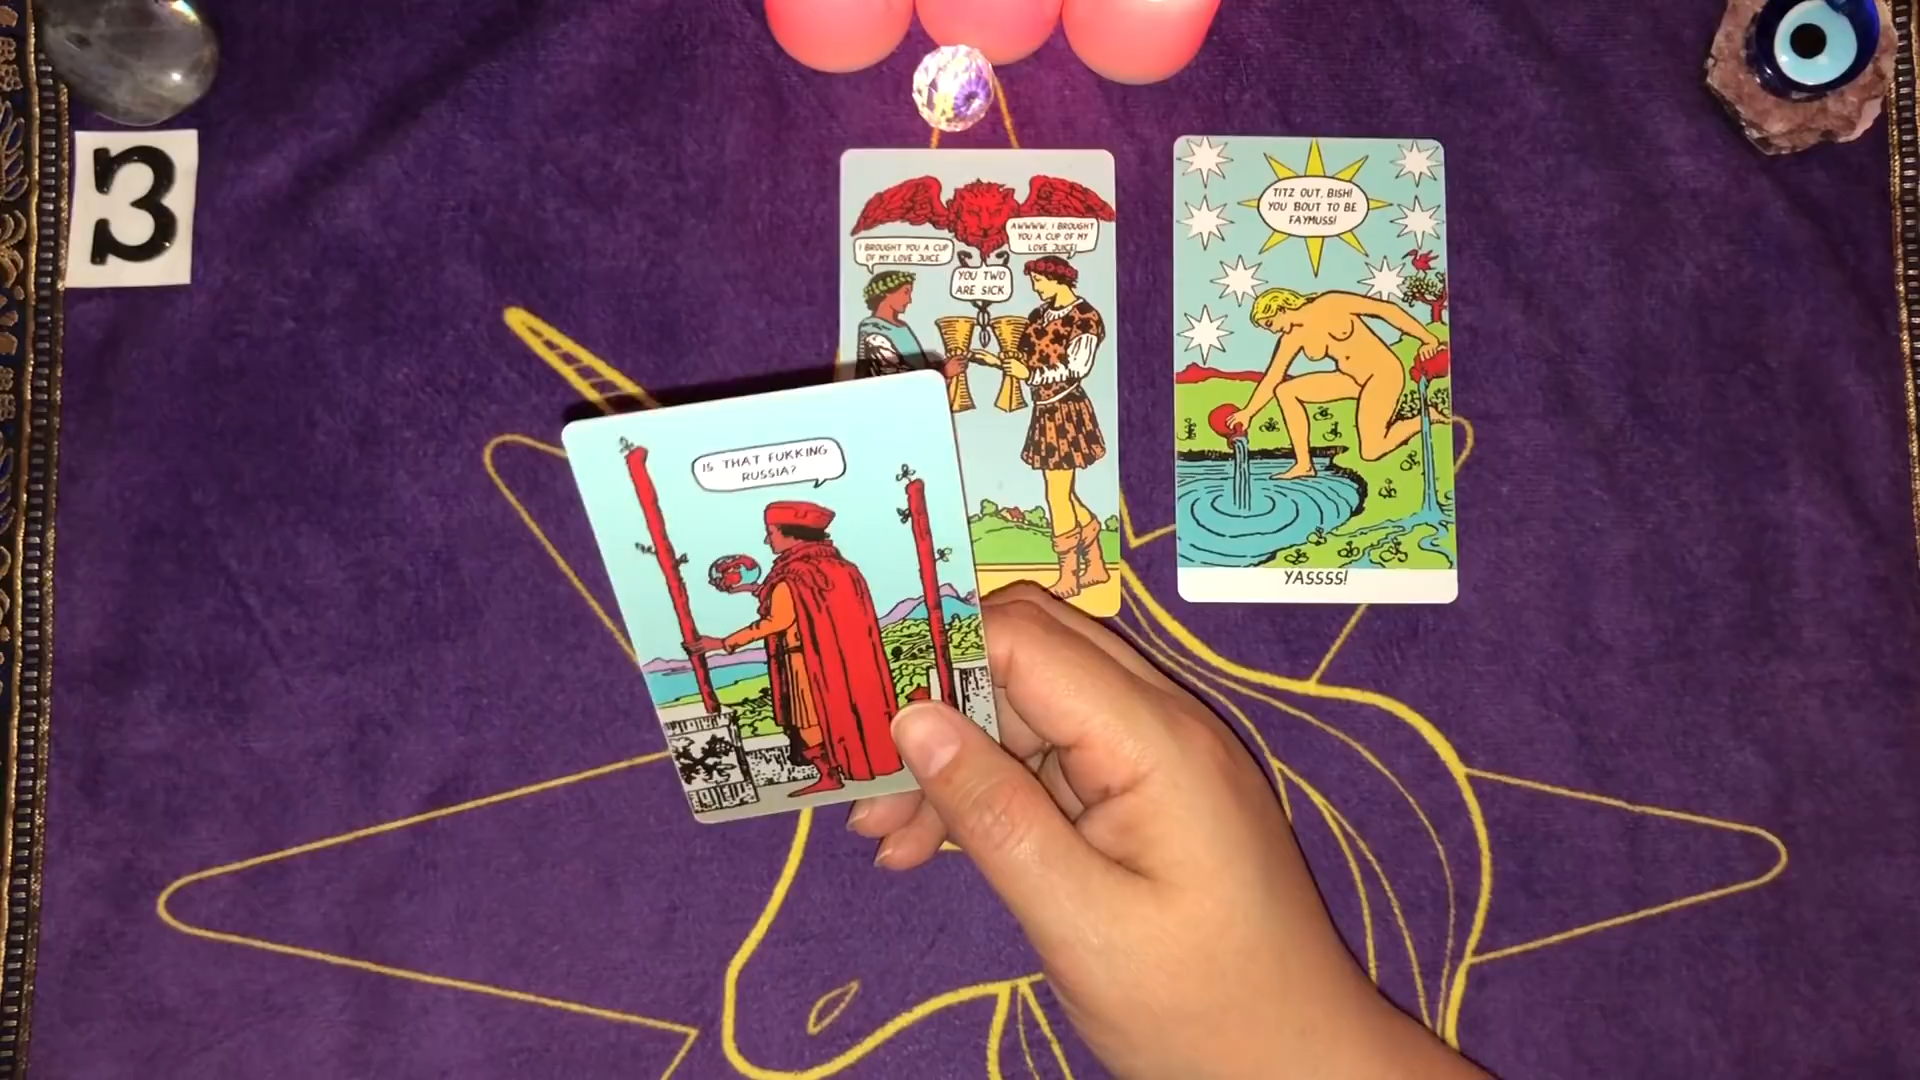 3
I BROUGHT YOU A CUP
OF MY LOVE JUICE.
AWWWW, I BROUGHT
YOU A CUP OF MY
LOVE JUICE!
YOU TWO
ARE SICK.
TITZ OUT, BISH!
YOU BOUT TO BE
FAYMUSS!
YASSSS!
IS THAT FUKKING
RUSSIA?